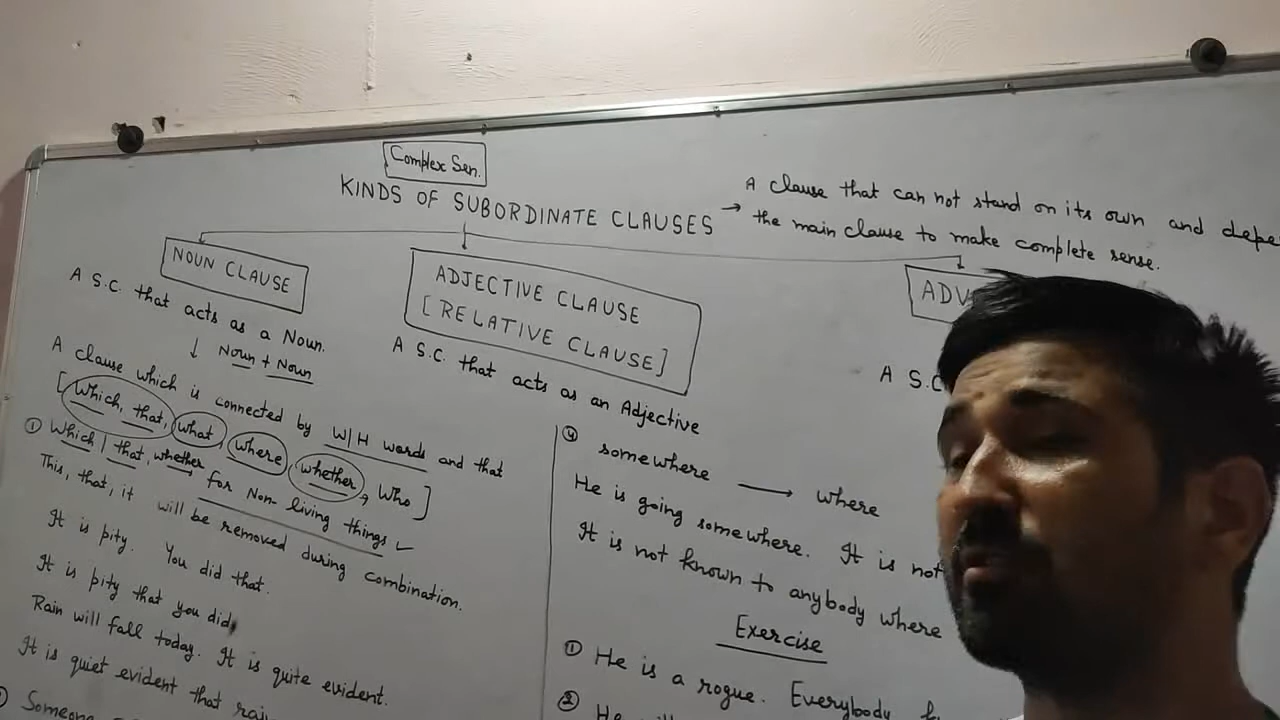 Complex Sen.
KINDS OF SUBORDINATE CLAUSES → A clause that can not stand on its own and
the main clause to make complete sense.
NOUN CLAUSE
A S.C. that acts as a Noun.
↓ Noun + Noun
A clause which is connected by W/H words and that
[Which, that, what, where, whether, Who]
① Which | that, whether for Non-living things ✓
This, that, it will be removed during combination.
It is pity. You did that.
It is pity that you did,
Rain will fall today. It is quite evident.
It is quiet evident that
Someone
ADJECTIVE CLAUSE
[RELATIVE CLAUSE]
A S.C. that acts as an Adjective
ADV
A S.C
④ somewhere → where
He is going somewhere. It is not
It is not known to anybody where
Exercise
① He is a rogue. Everybody
② He